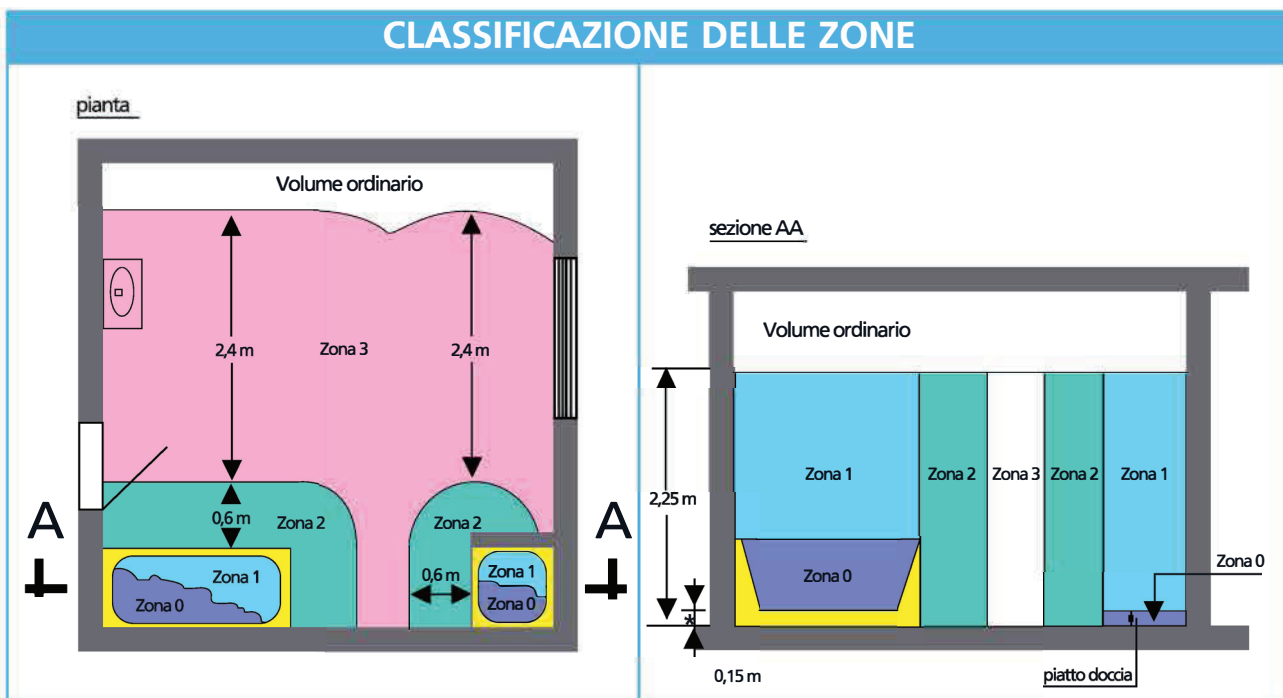 CLASSIFICAZIONE DELLE ZONE
pianta
Volume ordinario
2,4 m
Zona 3
2,4 m
A
0,6 m
Zona 2
Zona 2
A
Zona 1
Zona 0
0,6 m
Zona 1
Zona 0
sezione AA
Volume ordinario
2,25 m
Zona 1
Zona 2
Zona 3
Zona 2
Zona 1
Zona 0
Zona 0
*
0,15 m
piatto doccia